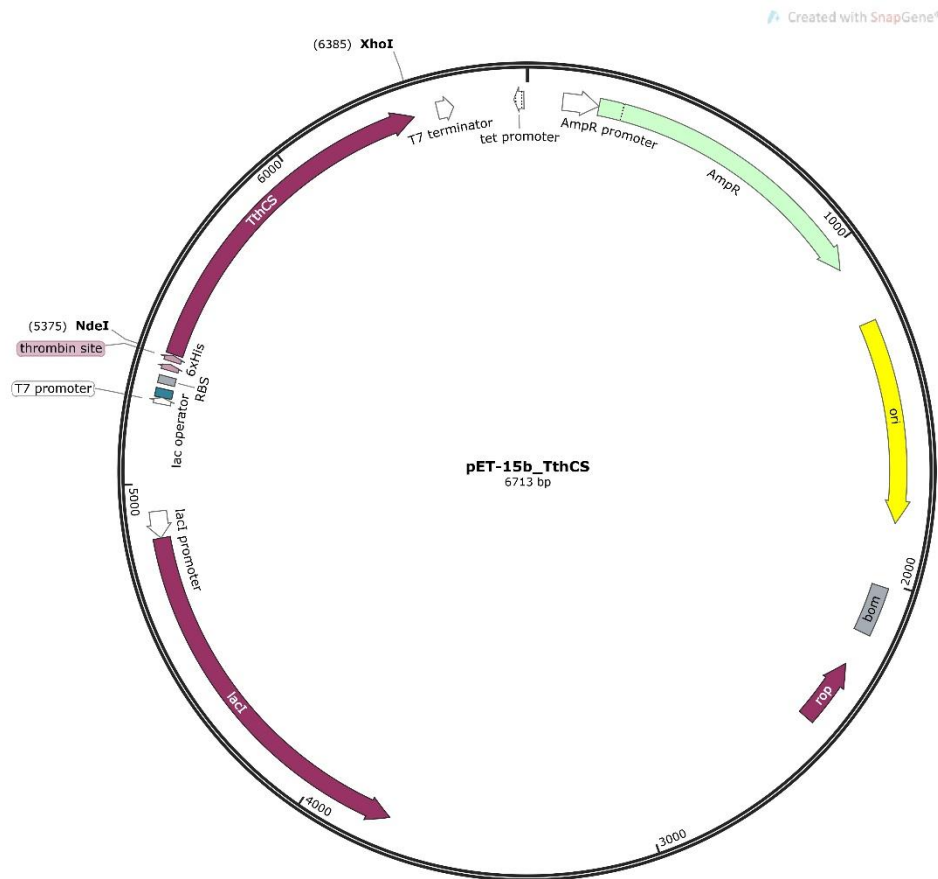 Created with SnapGene®
(6385) XhoI
T7 terminator
tet promoter
AmpR promoter
AmpR
1000
6000
TthCS
(5375) NdeI
thrombin site
6xHis
RBS
T7 promoter
lac operator
ori
pET-15b_TthCS
6713 bp
5000
lacI promoter
2000
bom
rop
lacI
4000
3000